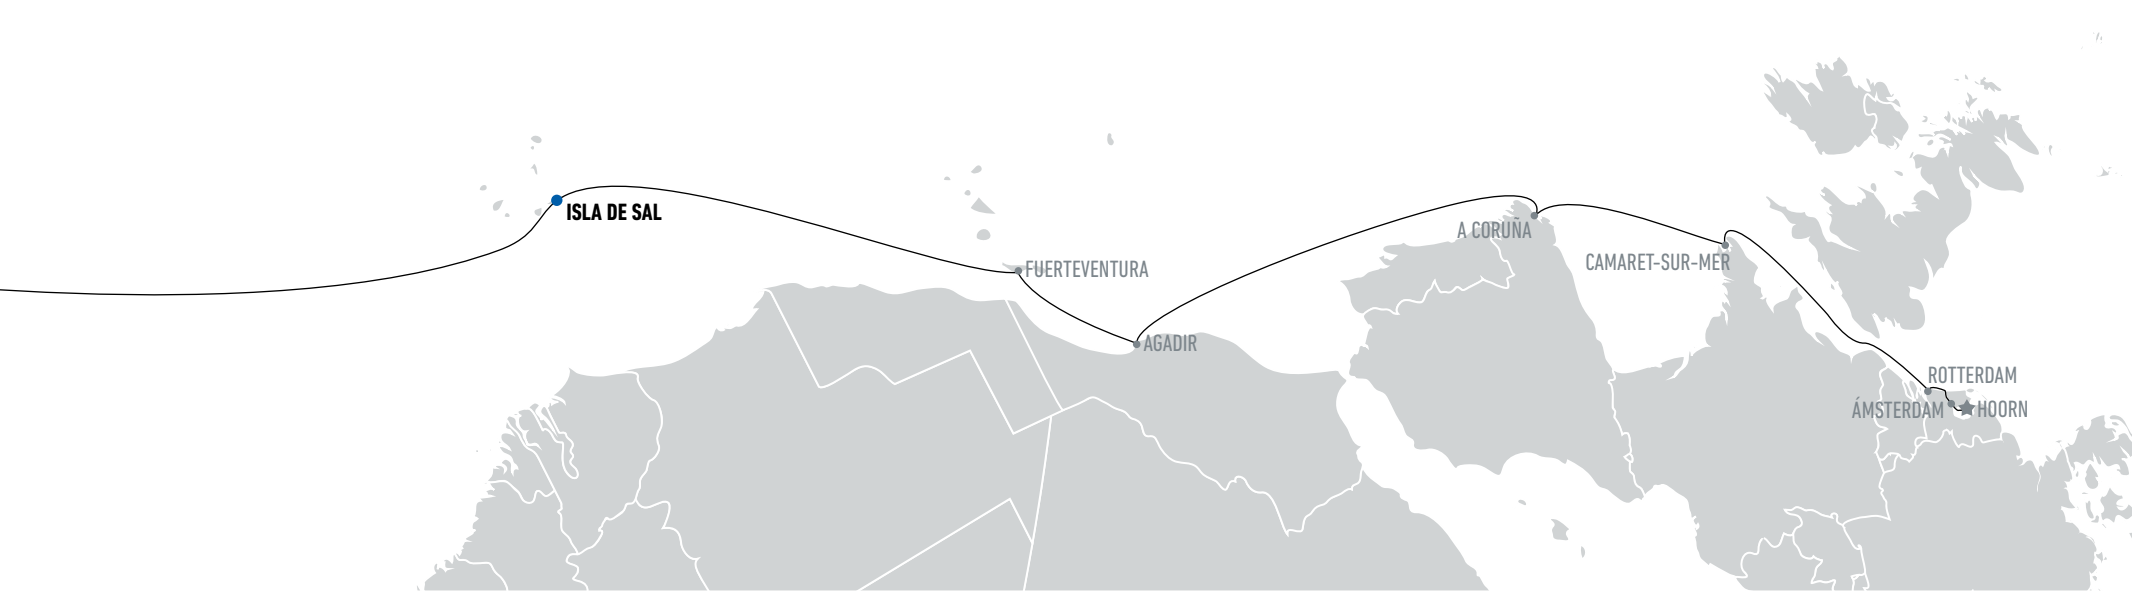 ISLA DE SAL
FUERTEVENTURA
AGADIR
A CORUÑA
CAMARET-SUR-MER
ROTTERDAM
ÁMSTERDAM
HOORN